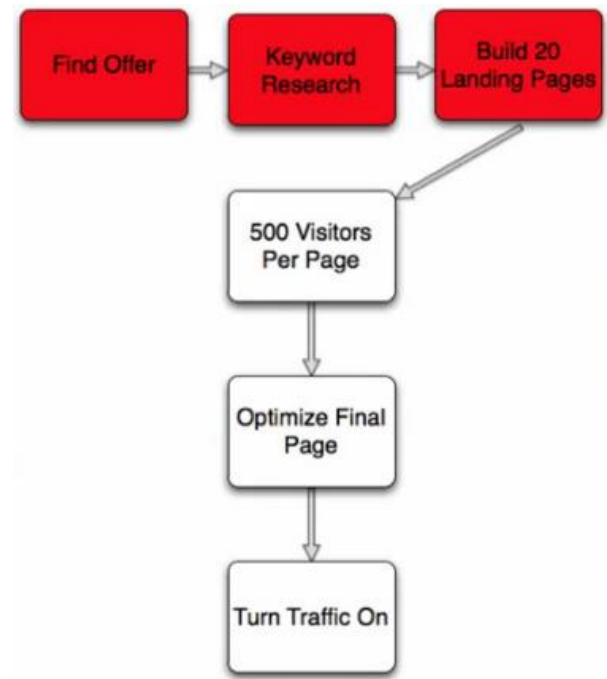 Find Offer
Keyword
Research
Build 20
Landing Pages
500 Visitors
Per Page
Optimize Final
Page
Turn Traffic On